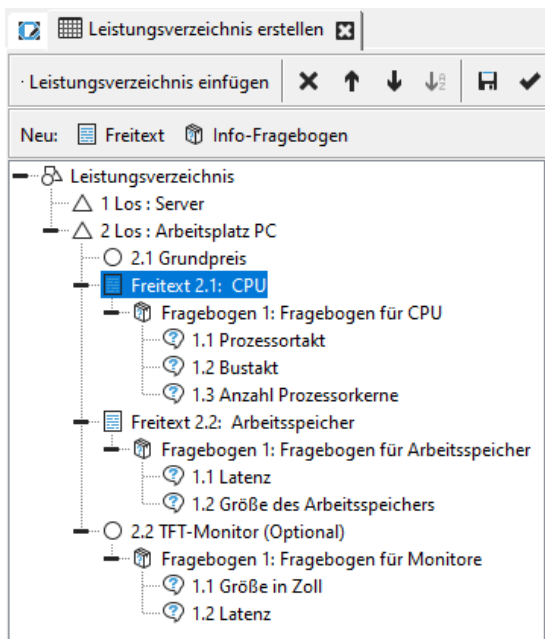 Leistungsverzeichnis erstellen
· Leistungsverzeichnis einfügen
Neu: Freitext Info-Fragebogen
Leistungsverzeichnis
1 Los : Server
2 Los : Arbeitsplatz PC
2.1 Grundpreis
Freitext 2.1: CPU
Fragebogen 1: Fragebogen für CPU
1.1 Prozessortakt
1.2 Bustakt
1.3 Anzahl Prozessorkerne
Freitext 2.2: Arbeitsspeicher
Fragebogen 1: Fragebogen für Arbeitsspeicher
1.1 Latenz
1.2 Größe des Arbeitsspeichers
2.2 TFT-Monitor (Optional)
Fragebogen 1: Fragebogen für Monitore
1.1 Größe in Zoll
1.2 Latenz